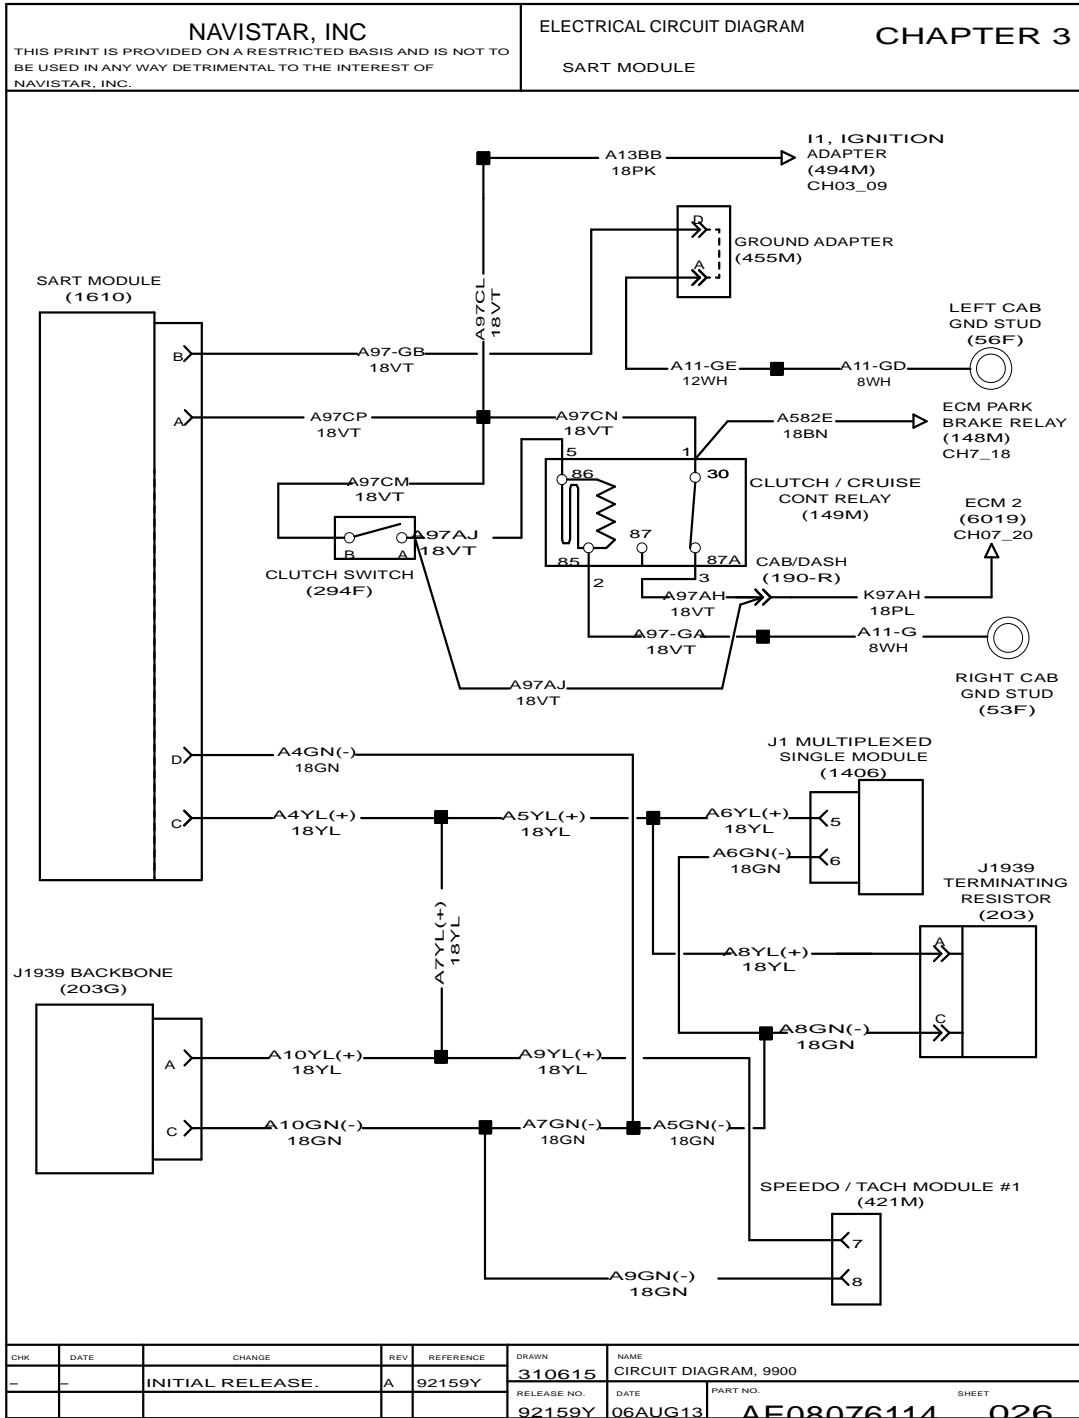 NAVISTAR, INC
THIS PRINT IS PROVIDED ON A RESTRICTED BASIS AND IS NOT TO
BE USED IN ANY WAY DETRIMENTAL TO THE INTEREST OF
NAVISTAR, INC.
ELECTRICAL CIRCUIT DIAGRAM
SART MODULE
CHAPTER 3
A13BB
18PK
I1, IGNITION
ADAPTER
(494M)
CH03_09
D
A
GROUND ADAPTER
(455M)
SART MODULE
(1610)
A97CL
18VT
LEFT CAB
GND STUD
(56F)
B
A97-GB
18VT
A11-GE
12WH
A11-GD
8WH
A
A97CP
18VT
A97CN
18VT
A582E
18BN
ECM PARK
BRAKE RELAY
(148M)
CH7_18
5
1
86
30
87
85
87A
2
3
CLUTCH / CRUISE
CONT RELAY
(149M)
A97CM
18VT
B
A
A97AJ
18VT
CLUTCH SWITCH
(294F)
ECM 2
(6019)
CH07_20
CAB/DASH
(190-R)
A97AH
18VT
K97AH
18PL
A97-GA
18VT
A11-G
8WH
A97AJ
18VT
RIGHT CAB
GND STUD
(53F)
D
A4GN(-)
18GN
C
A4YL(+)
18YL
A5YL(+)
18YL
A6YL(+)
18YL
A6GN(-)
18GN
J1 MULTIPLEXED
SINGLE MODULE
(1406)
5
6
J1939
TERMINATING
RESISTOR
(203)
A
C
A7YL(+)
18YL
A8YL(+)
18YL
A8GN(-)
18GN
J1939 BACKBONE
(203G)
A
A10YL(+)
18YL
A9YL(+)
18YL
C
A10GN(-)
18GN
A7GN(-)
18GN
A5GN(-)
18GN
SPEEDO / TACH MODULE #1
(421M)
7
8
A9GN(-)
18GN
CHK DATE CHANGE REV REFERENCE
– – INITIAL RELEASE. A 92159Y
DRAWN
310615
NAME
CIRCUIT DIAGRAM, 9900
RELEASE NO.
92159Y
DATE
06AUG13
PART NO.
AE08076114
SHEET
026